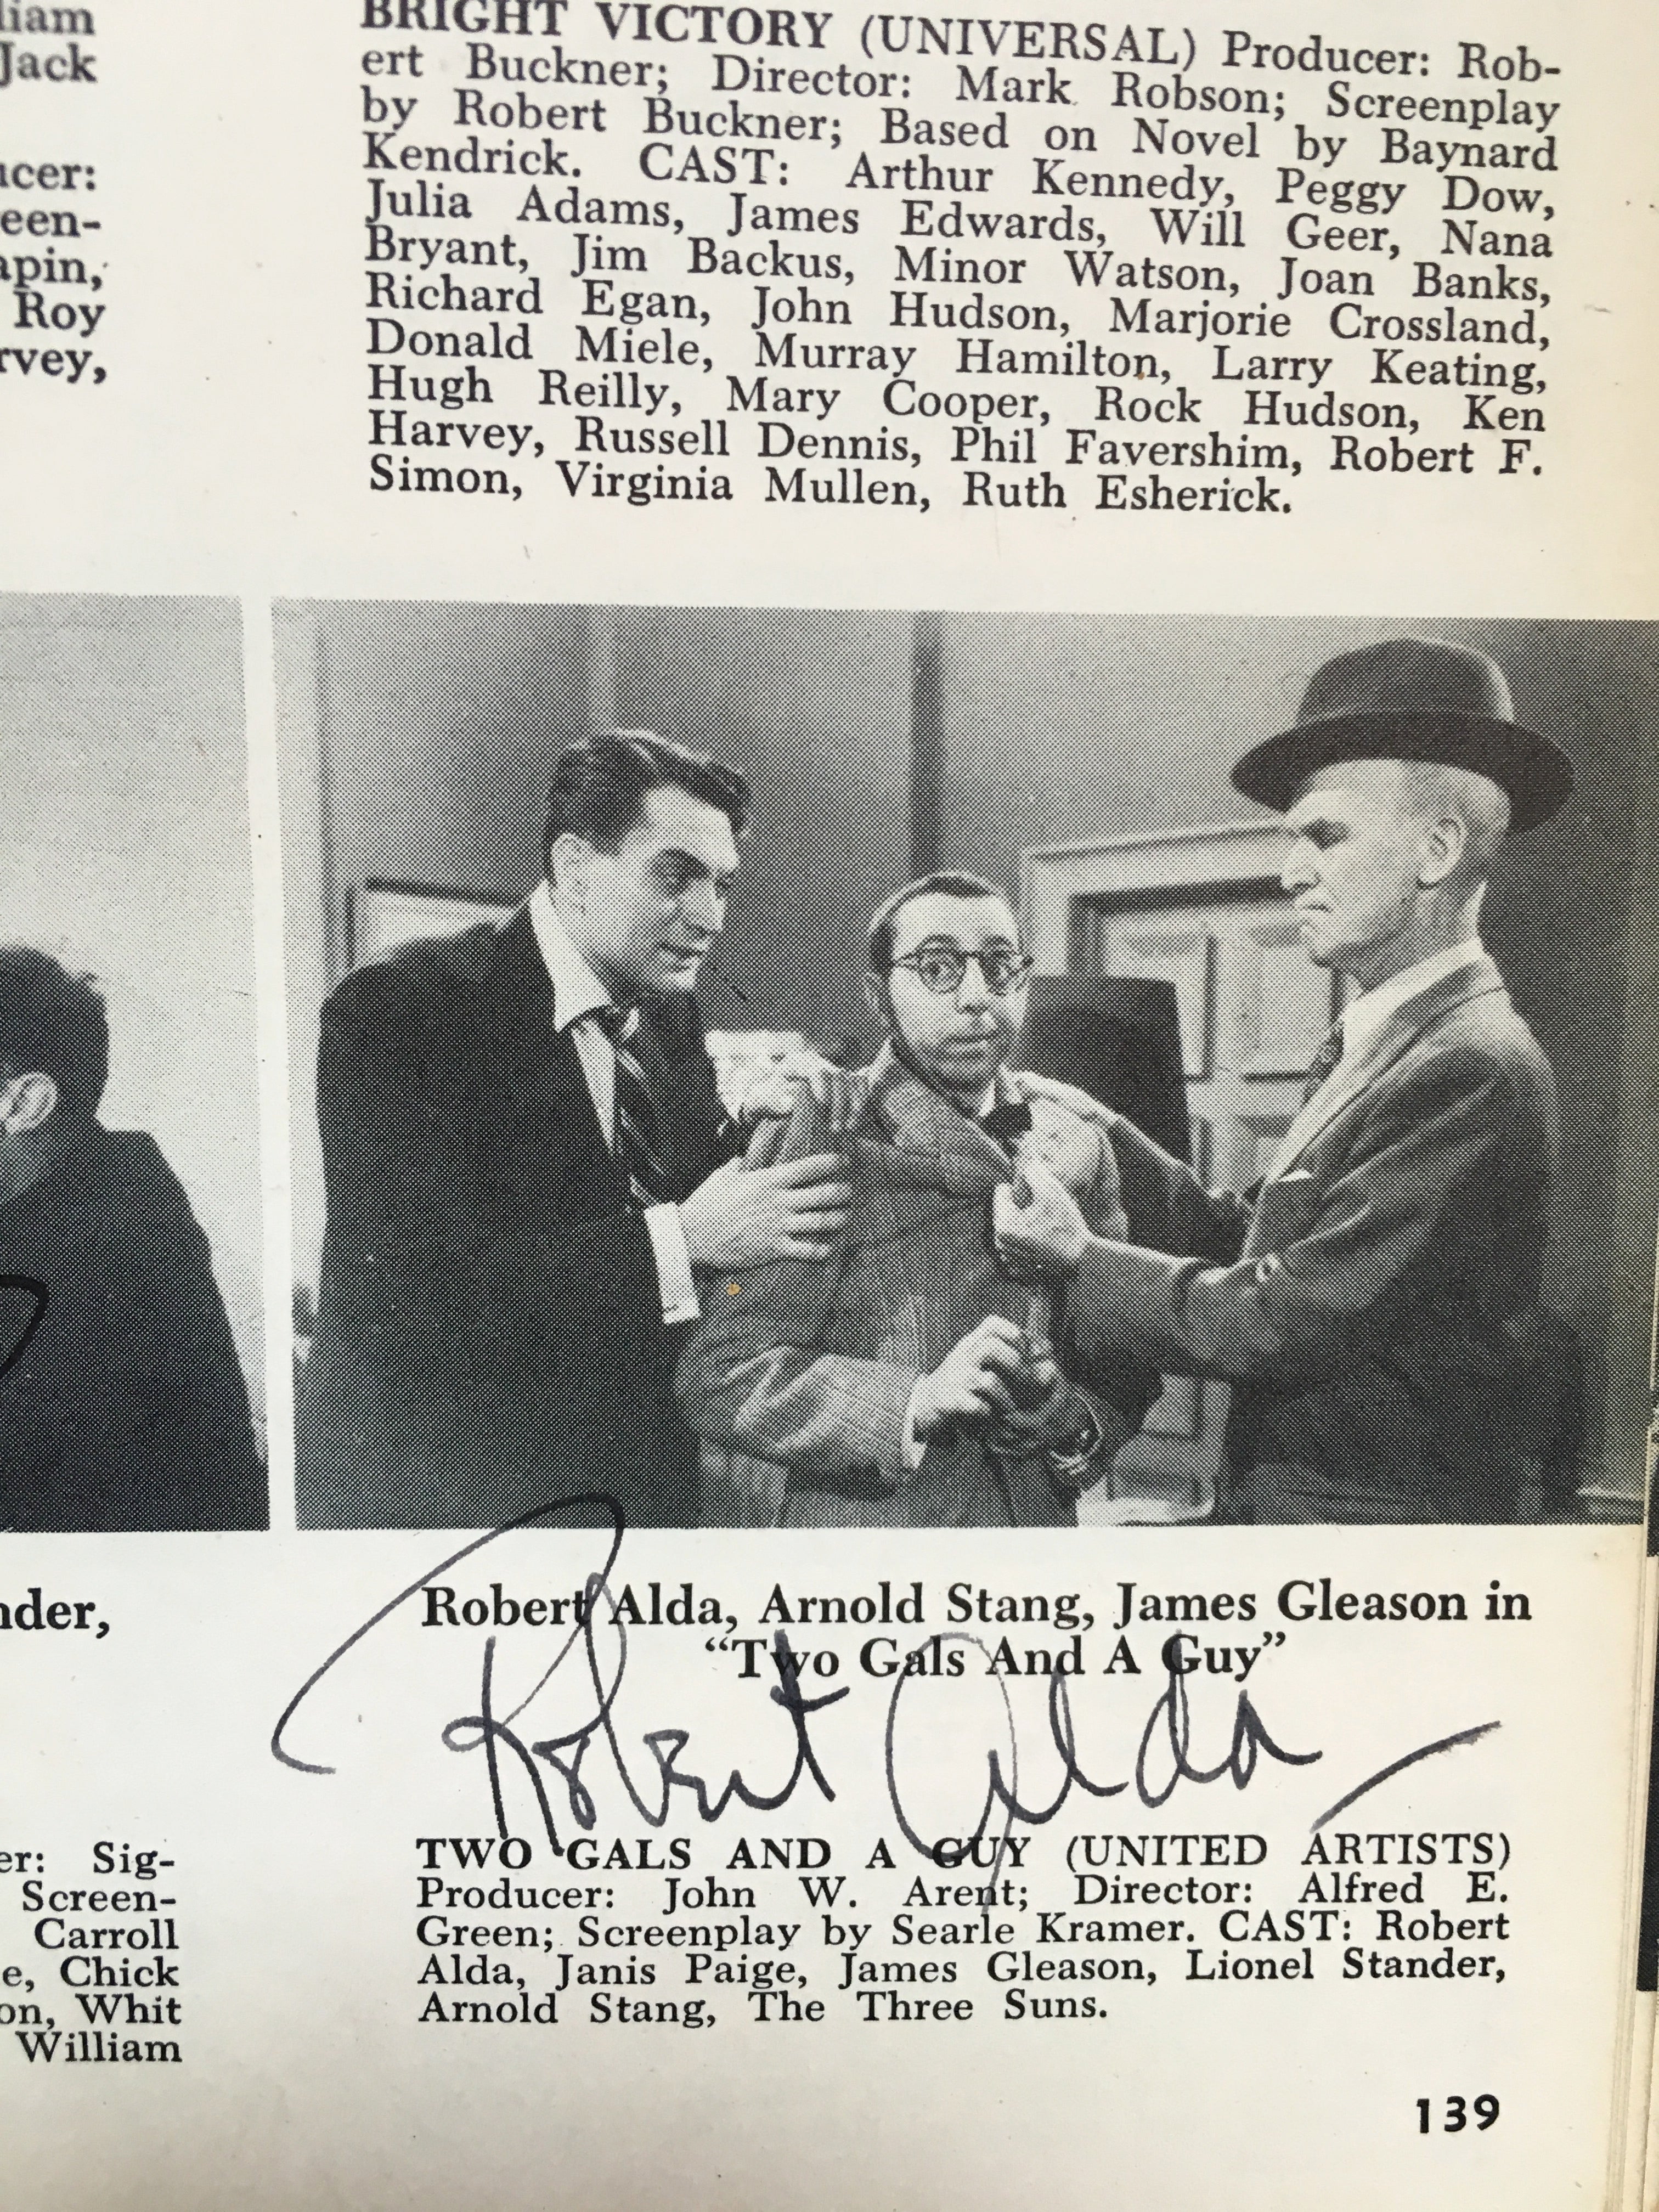 liam
Jack
ucer:
een-
apin,
Roy
rvey,
BRIGHT VICTORY (UNIVERSAL) Producer: Rob-
ert Buckner; Director: Mark Robson; Screenplay
by Robert Buckner; Based on Novel by Baynard
Kendrick. CAST: Arthur Kennedy, Peggy Dow,
Julia Adams, James Edwards, Will Geer, Nana
Bryant, Jim Backus, Minor Watson, Joan Banks,
Richard Egan, John Hudson, Marjorie Crossland,
Donald Miele, Murray Hamilton, Larry Keating,
Hugh Reilly, Mary Cooper, Rock Hudson, Ken
Harvey, Russell Dennis, Phil Favershim, Robert F.
Simon, Virginia Mullen, Ruth Esherick.
nder,
Robert Alda, Arnold Stang, James Gleason in
“Two Gals And A Guy”
Robert Alda
er: Sig-
Screen-
Carroll
e, Chick
on, Whit
William
TWO GALS AND A GUY (UNITED ARTISTS)
Producer: John W. Arent; Director: Alfred E.
Green; Screenplay by Searle Kramer. CAST: Robert
Alda, Janis Paige, James Gleason, Lionel Stander,
Arnold Stang, The Three Suns.
139